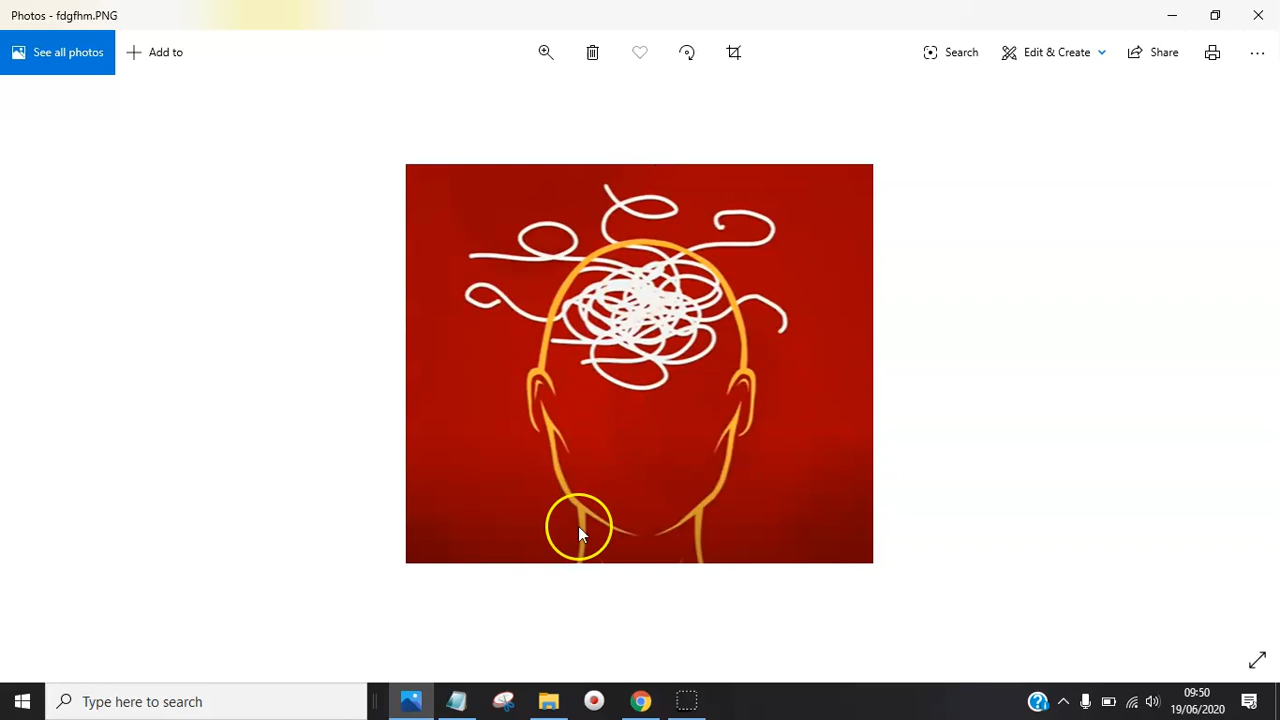 Photos - fdgfhm.PNG
See all photos
Add to
Search
Edit & Create
Share
Type here to search
09:50
19/06/2020